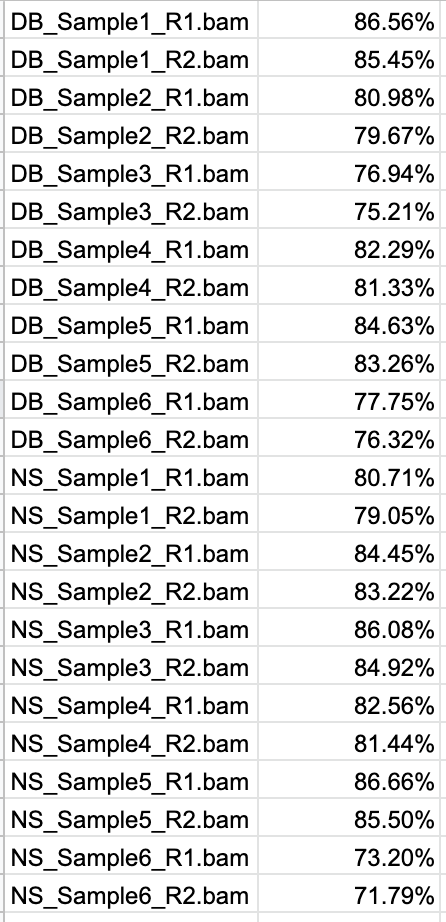 DB_Sample1_R1.bam 86.56%
DB_Sample1_R2.bam 85.45%
DB_Sample2_R1.bam 80.98%
DB_Sample2_R2.bam 79.67%
DB_Sample3_R1.bam 76.94%
DB_Sample3_R2.bam 75.21%
DB_Sample4_R1.bam 82.29%
DB_Sample4_R2.bam 81.33%
DB_Sample5_R1.bam 84.63%
DB_Sample5_R2.bam 83.26%
DB_Sample6_R1.bam 77.75%
DB_Sample6_R2.bam 76.32%
NS_Sample1_R1.bam 80.71%
NS_Sample1_R2.bam 79.05%
NS_Sample2_R1.bam 84.45%
NS_Sample2_R2.bam 83.22%
NS_Sample3_R1.bam 86.08%
NS_Sample3_R2.bam 84.92%
NS_Sample4_R1.bam 82.56%
NS_Sample4_R2.bam 81.44%
NS_Sample5_R1.bam 86.66%
NS_Sample5_R2.bam 85.50%
NS_Sample6_R1.bam 73.20%
NS_Sample6_R2.bam 71.79%